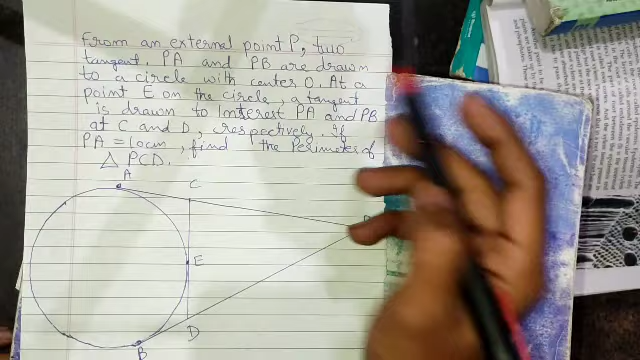 From an external point P, two
tangent. PA and PB are drawn
to a circle with center O. At a
point E on the circle, a tangent
is drawn to Interest PA and PB
at C and D, respectively. If
PA = 10cm, find the Perimeter of
△ PCD.
A
C
E
D
B